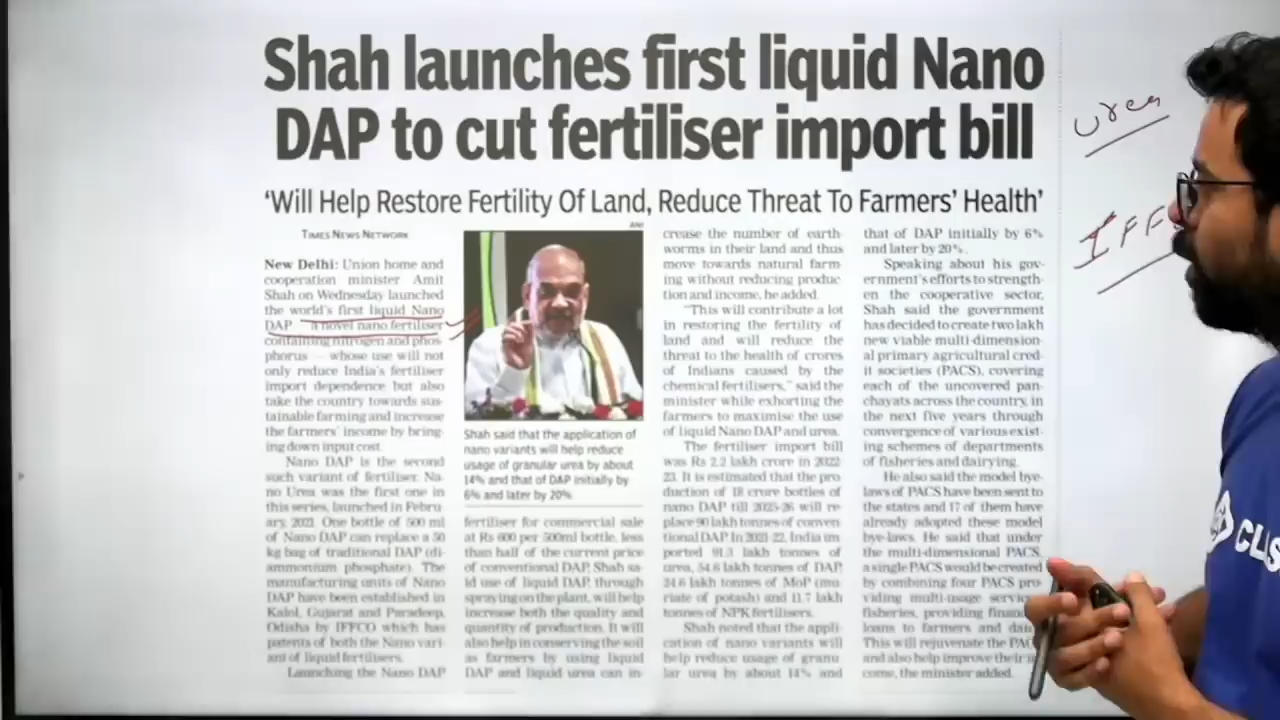 Shah launches first liquid Nano
DAP to cut fertiliser import bill
'Will Help Restore Fertility Of Land, Reduce Threat To Farmers' Health'
TIMES NEWS NETWORK
New Delhi: Union home and
cooperation minister Amit
Shah on Wednesday launched
the world's first liquid Nano
DAP — a novel nano fertiliser
containing nitrogen and phos-
phorus — whose use will not
only reduce India's fertiliser
import dependence but also
take the country towards sus-
tainable farming and increase
the farmers' income by bring-
ing down input cost.
Nano DAP is the second
such variant of fertiliser. Na-
no Urea was the first one in
this series, launched in Febru-
ary, 2021. One bottle of 500 ml
of Nano DAP can replace a 50
kg bag of traditional DAP (di-
ammonium phosphate). The
manufacturing units of Nano
DAP have been established in
Kalol, Gujarat and Paradeep,
Odisha by IFFCO which has
patents of both the Nano vari-
ant of liquid fertilisers.
Launching the Nano DAP
ANI
Shah said that the application of
nano variants will help reduce
usage of granular urea by about
14% and that of DAP initially by
6% and later by 20%
fertiliser for commercial sale
at Rs 600 per 500ml bottle, less
than half of the current price
of conventional DAP, Shah sa-
id use of liquid DAP, through
spraying on the plant, will help
increase both the quality and
quantity of production. It will
also help in conserving the soil
as farmers by using liquid
DAP and liquid urea can in-
crease the number of earth-
worms in their land and thus
move towards natural farm-
ing without reducing produc-
tion and income, he added.
"This will contribute a lot
in restoring the fertility of
land and will reduce the
threat to the health of crores
of Indians caused by the
chemical fertilisers," said the
minister while exhorting the
farmers to maximise the use
of liquid Nano DAP and urea.
The fertiliser import bill
was Rs 2.2 lakh crore in 2022-
23. It is estimated that the pro-
duction of 18 crore bottles of
nano DAP till 2025-26 will re-
place 90 lakh tonnes of conven-
tional DAP. In 2021-22, India im-
ported 91.3 lakh tonnes of
urea, 54.6 lakh tonnes of DAP,
24.6 lakh tonnes of MoP (mu-
riate of potash) and 11.7 lakh
tonnes of NPK fertilisers.
Shah noted that the appli-
cation of nano variants will
help reduce usage of granu-
lar urea by about 14% and
that of DAP initially by 6%
and later by 20%.
Speaking about his gov-
ernment's efforts to strength-
en the cooperative sector,
Shah said the government
has decided to create two lakh
new viable multi-dimension-
al primary agricultural cred-
it societies (PACS), covering
each of the uncovered pan-
chayats across the country, in
the next five years through
convergence of various exist-
ing schemes of departments
of fisheries and dairying.
He also said the model bye-
laws of PACS have been sent to
the states and 17 of them have
already adopted these model
bye-laws. He said that under
the multi-dimensional PACS,
a single PACS would be created
by combining four PACS pro-
viding multi-usage servic
fisheries, providing finan
loans to farmers and dai
This will rejuvenate the PAC
and also help improve their
come, the minister added.
urea
IFF
CL